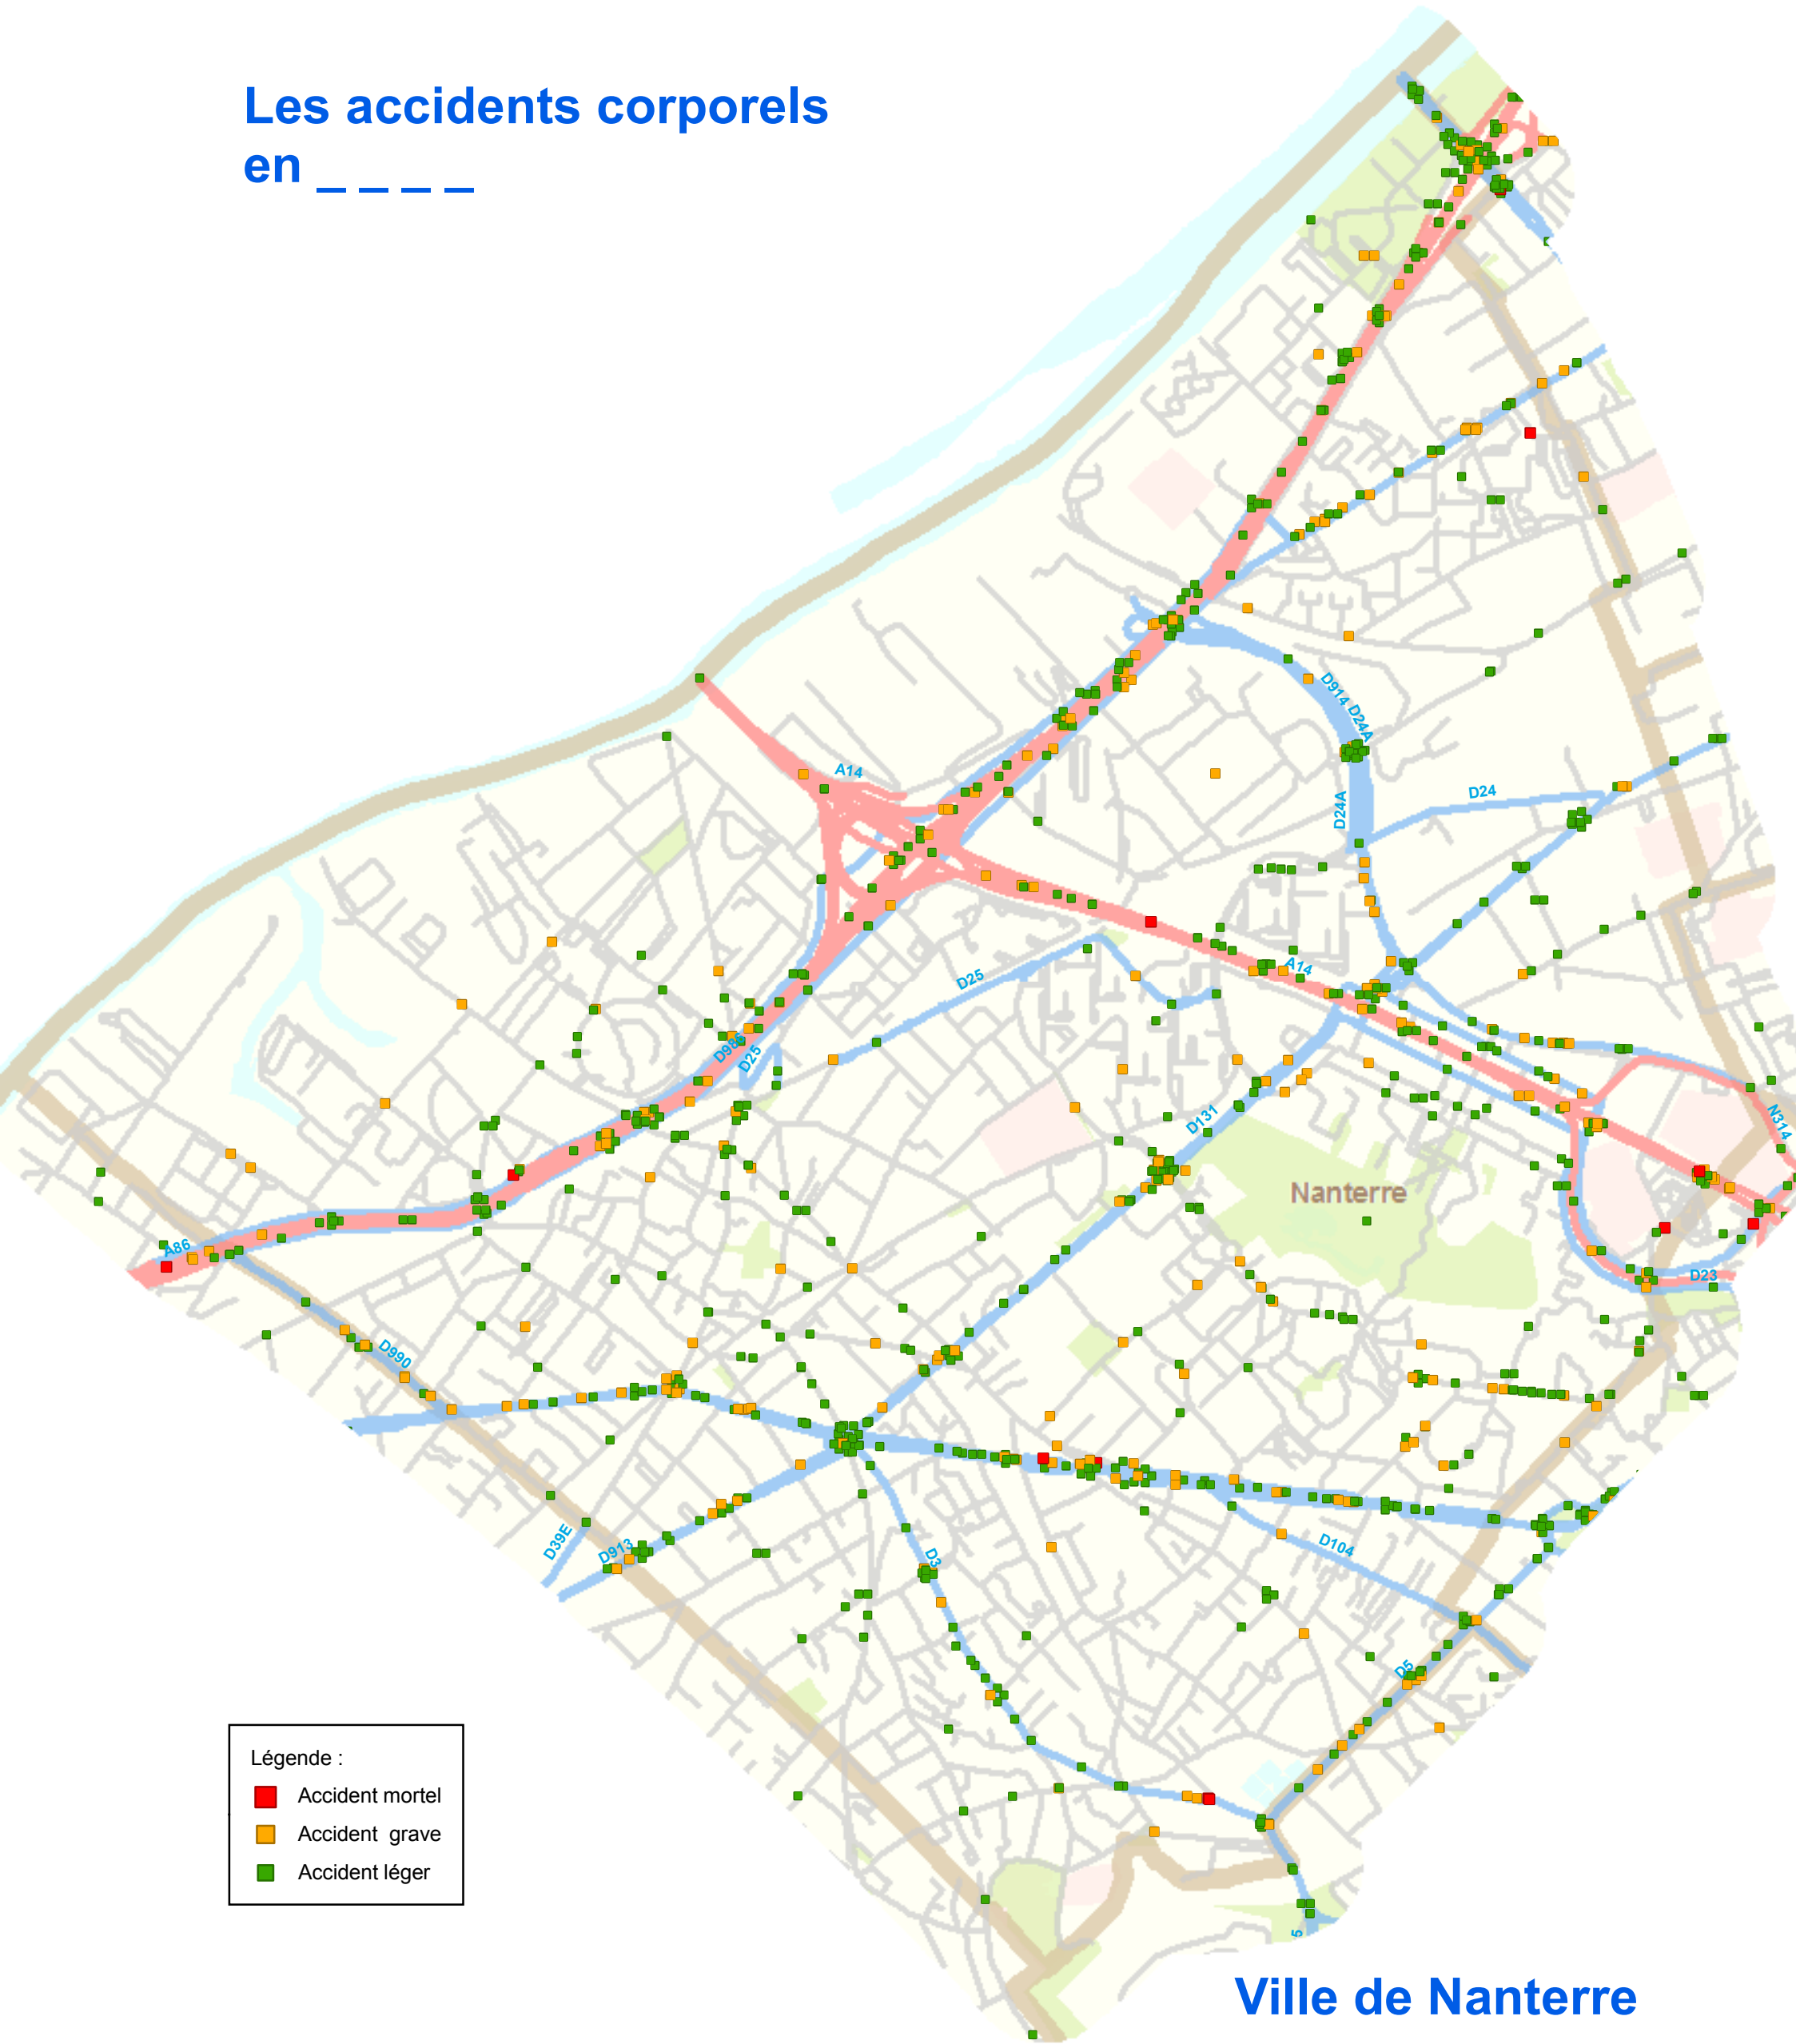 Les accidents corporels
en _ _ _ _
D914 D24A
A14
D24
D24A
D25
A14
D986
D25
D131
N314
Nanterre
A86
D23
D990
D39E
D913
D3
D104
D5
Légende :
Accident mortel
Accident grave
Accident léger
5
Ville de Nanterre